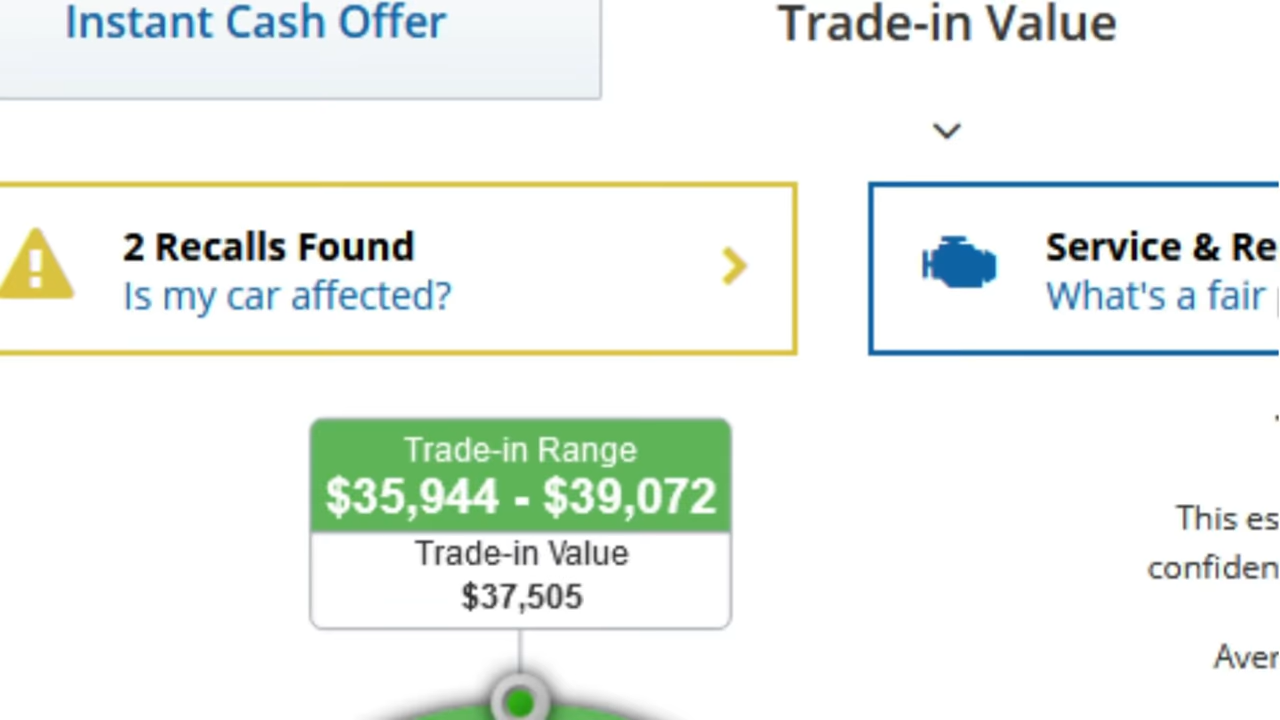 Instant Cash Offer
Trade-in Value
2 Recalls Found
Is my car affected?
Service & Re
What's a fair
Trade-in Range
$35,944 - $39,072
Trade-in Value
$37,505
This es
confiden
Aver